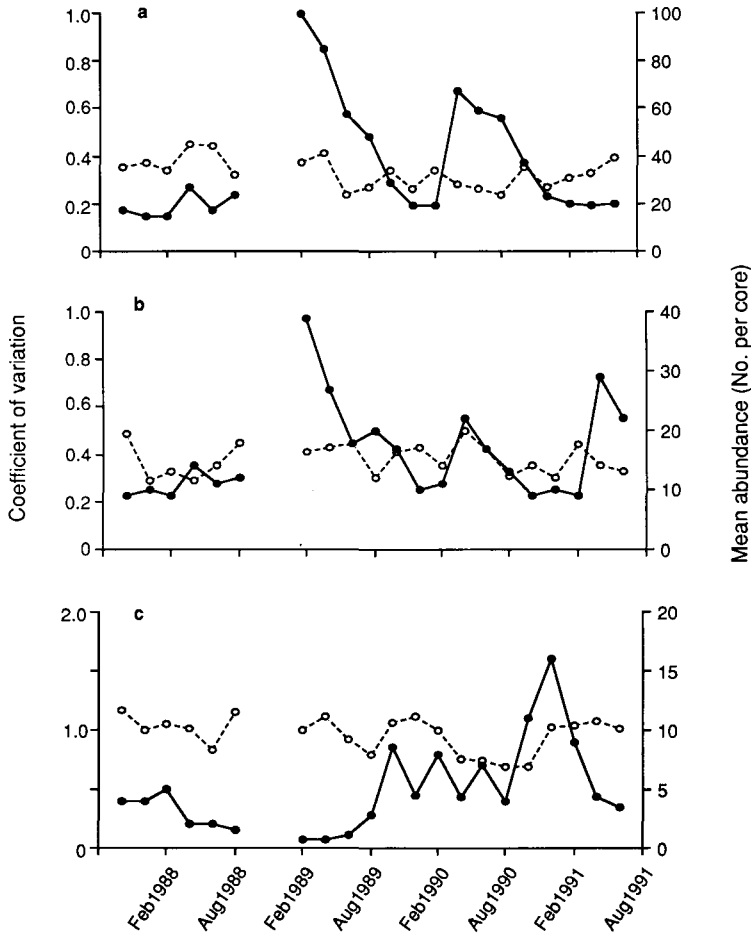 a
1.0
0.8
0.6
0.4
0.2
0
100
80
60
40
20
0
b
1.0
0.8
0.6
0.4
0.2
0
40
30
20
10
0
c
2.0
1.0
0
20
15
10
5
0
Coefficient of variation
Mean abundance (No. per core)
Feb1988
Aug1988
Feb1989
Aug1989
Feb1990
Aug1990
Feb1991
Aug1991